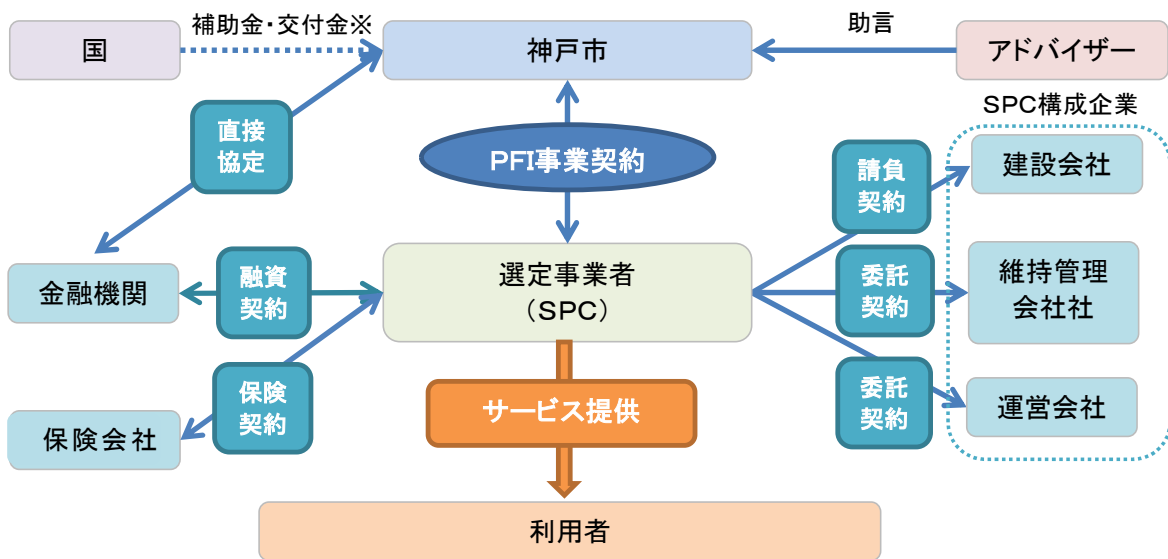 国
補助金・交付金※
神戸市
助言
アドバイザー
直接
協定
SPC構成企業
PFI事業契約
請負
契約
建設会社
金融機関
融資
契約
選定事業者
（SPC）
委託
契約
維持管理
会社社
保険
契約
保険会社
サービス提供
委託
契約
運営会社
利用者